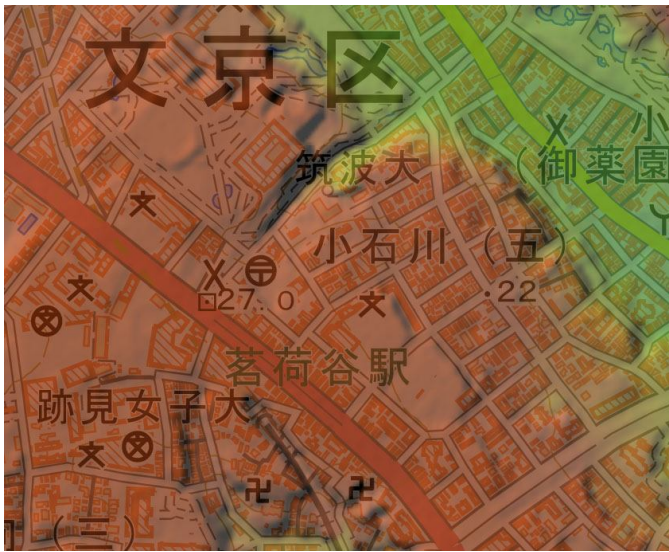 文京区
筑波大
小
（御薬園
小石川（五）
27.0
・22
茗荷谷駅
跡見女子大
（三）